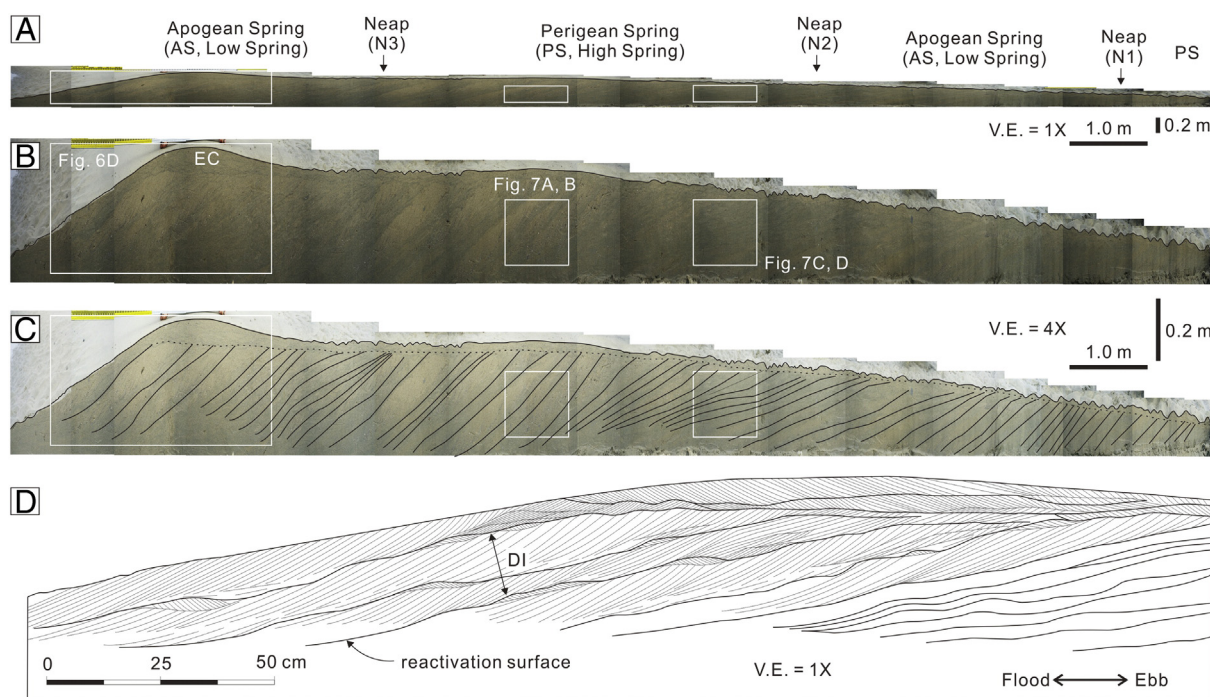 A
Apogean Spring
(AS, Low Spring)
Neap
(N3)
Perigean Spring
(PS, High Spring)
Neap
(N2)
Apogean Spring
(AS, Low Spring)
Neap
(N1)
PS
V.E. = 1X
1.0 m
0.2 m
B
Fig. 6D
EC
Fig. 7A, B
Fig. 7C, D
C
V.E. = 4X
1.0 m
0.2 m
D
DI
reactivation surface
0 25 50 cm
V.E. = 1X
Flood Ebb